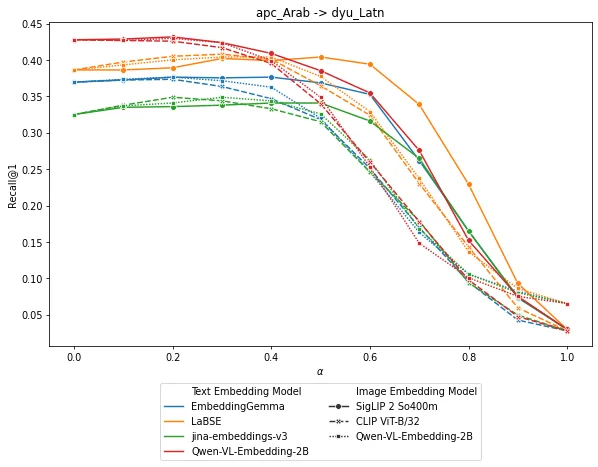 apc_Arab -> dyu_Latn
Recall@1
0.45
0.40
0.35
0.30
0.25
0.20
0.15
0.10
0.05
0.0
0.2
0.4
0.6
0.8
1.0
α
Text Embedding Model
EmbeddingGemma
LaBSE
jina-embeddings-v3
Qwen-VL-Embedding-2B
Image Embedding Model
SigLIP 2 So400m
CLIP ViT-B/32
Qwen-VL-Embedding-2B